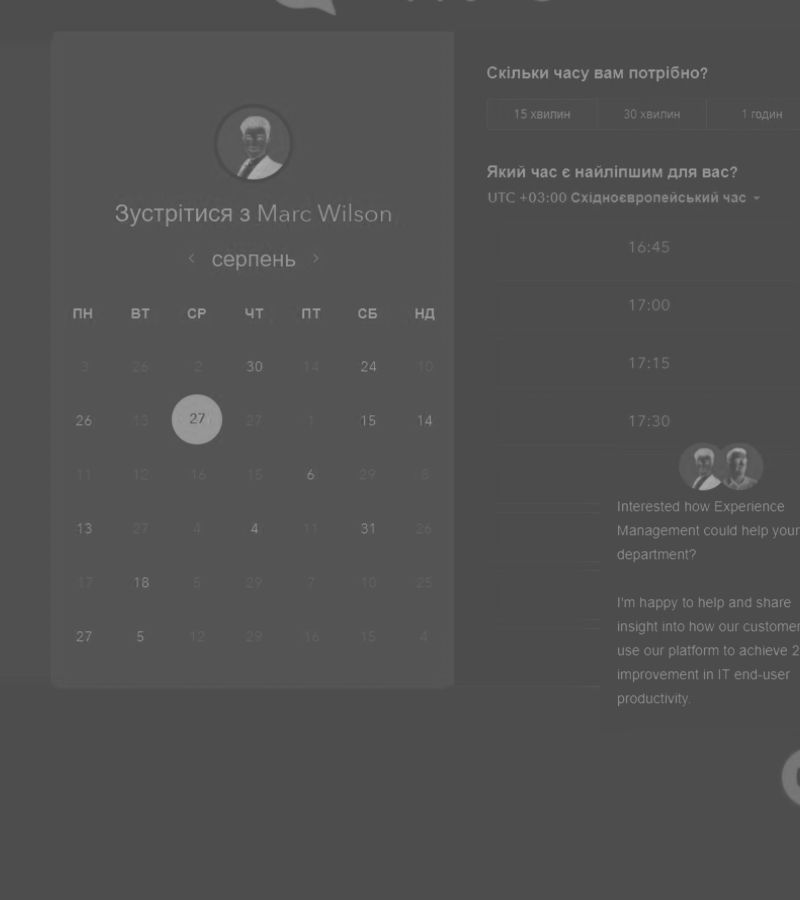 Зустрітися з Marc Wilson
серпень
ПН ВТ СР ЧТ ПТ СБ НД
3 26 2 30 14 24 10
26 15 27 27 1 15 14
11 12 16 15 6 29 8
13 27 4 4 11 31 26
17 18 5 29 7 10 25
27 5 12 29 16 15 4
Скільки часу вам потрібно?
15 хвилин 30 хвилин 1 годин
Який час є найліпшим для вас?
UTC +03:00 Східноєвропейський час
16:45
17:00
17:15
17:30
Interested how Experience
Management could help your
department?
I'm happy to help and share
insight into how our customer
use our platform to achieve 2
improvement in IT end-user
productivity.